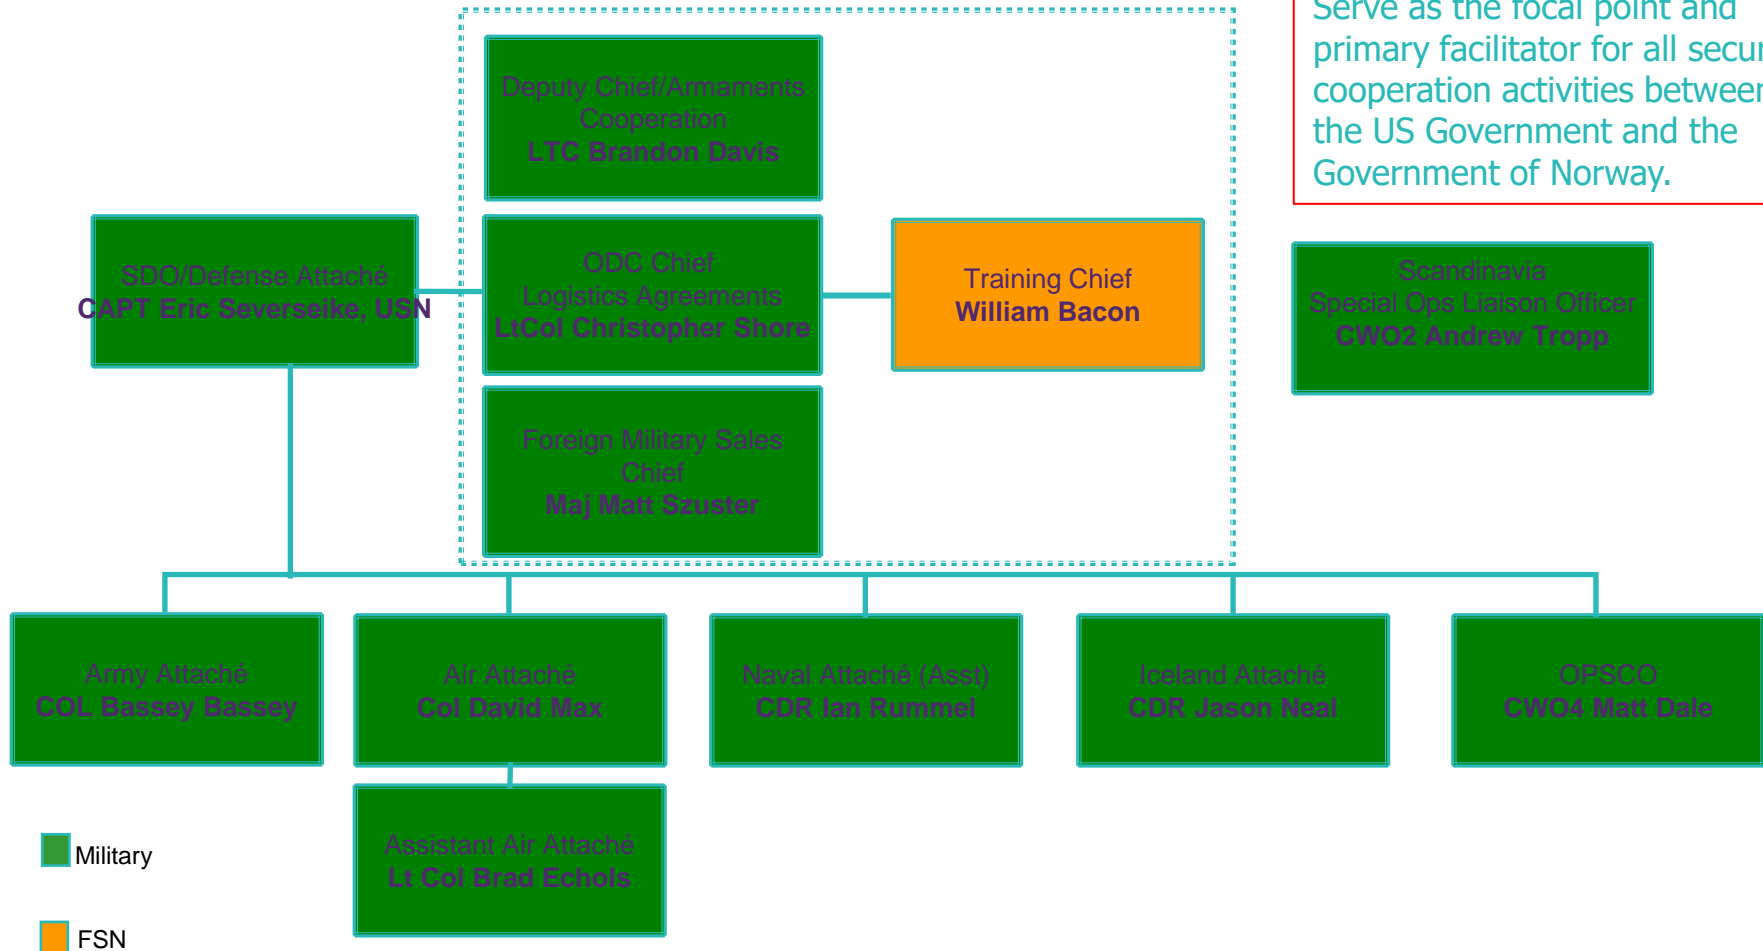 Serve as the focal point and
primary facilitator for all
cooperation activities between
the US Government and the
Government of Norway.
Deputy Chief/Armaments
Cooperation
LTC Brandon Davis
SDO/Defense Attaché
CAPT Eric Severseike, USN
ODC Chief
Logistics Agreements
LtCol Christopher Shore
Training Chief
William Bacon
Scandinavia
Special Ops Liaison Officer
CWO2 Andrew Tropp
Foreign Military Sales
Chief
Maj Matt Szuster
Army Attaché
COL Bassey Bassey
Air Attaché
Col David Max
Naval Attaché (Asst)
CDR Ian Rummel
Iceland Attaché
CDR Jason Neal
OPSCO
CWO4 Matt Dale
Assistant Air Attaché
Lt Col Brad Echols
Military
FSN